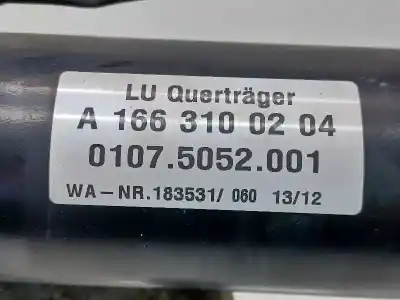 LU Querträger
A 166 310 02 04
0107.5052.001
WA-NR.183531/ 060 13/12